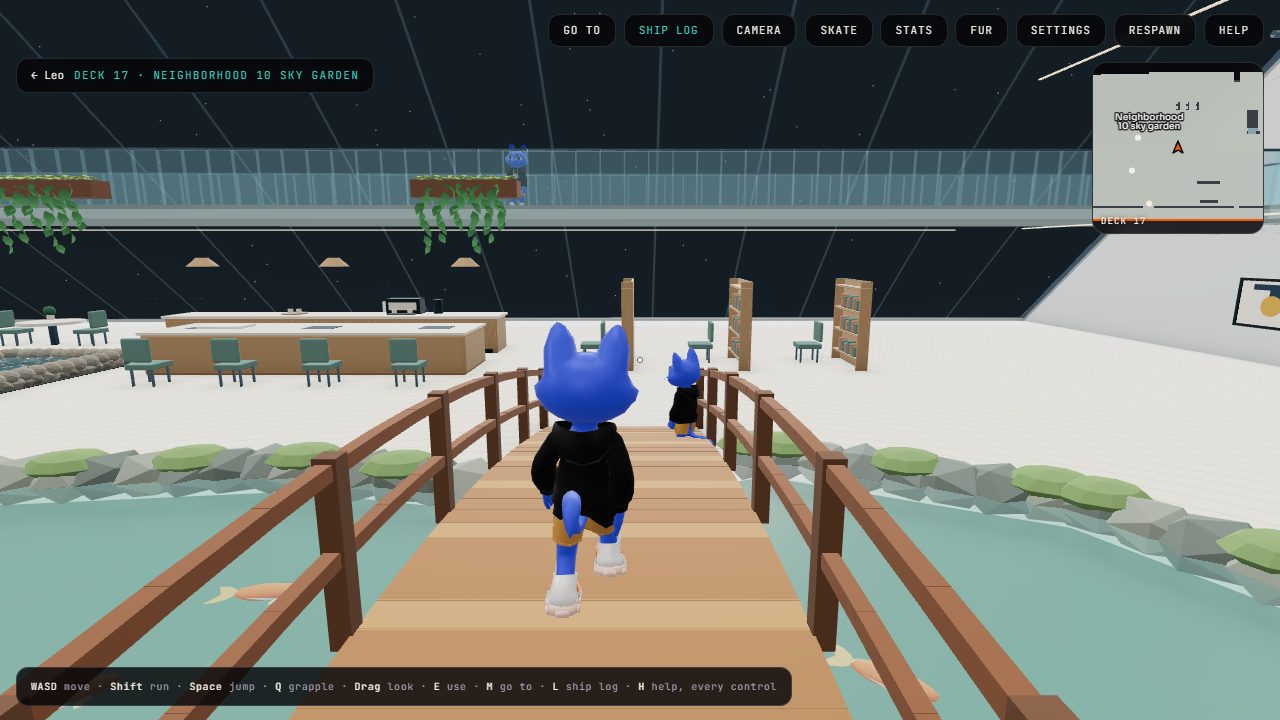 GO TO
SHIP LOG
CAMERA
SKATE
STATS
FUR
SETTINGS
RESPAWN
HELP
← Leo DECK 17 · NEIGHBORHOOD 10 SKY GARDEN
Neighborhood
10 sky garden
DECK 17
WASD move · Shift run · Space jump · Q grapple · Drag look · E use · M go to · L ship log · H help, every control